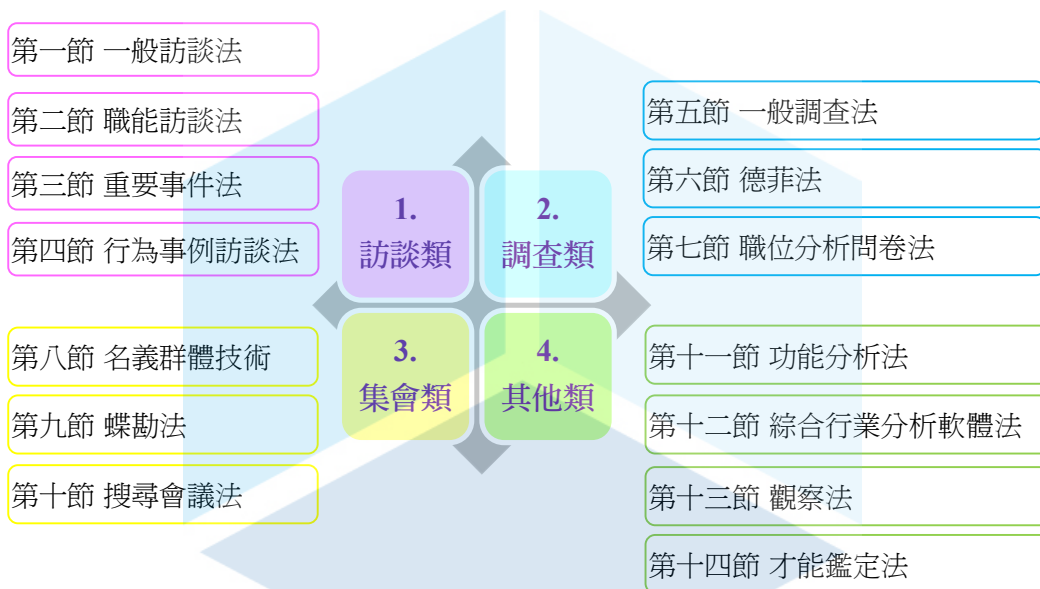 第一節 一般訪談法
第二節 職能訪談法
第三節 重要事件法
第四節 行為事例訪談法
第五節 一般調查法
第六節 德菲法
第七節 職位分析問卷法
1.
訪談類
2.
調查類
3.
集會類
4.
其他類
第八節 名義群體技術
第九節 蝶勘法
第十節 搜尋會議法
第十一節 功能分析法
第十二節 綜合行業分析軟體法
第十三節 觀察法
第十四節 才能鑑定法